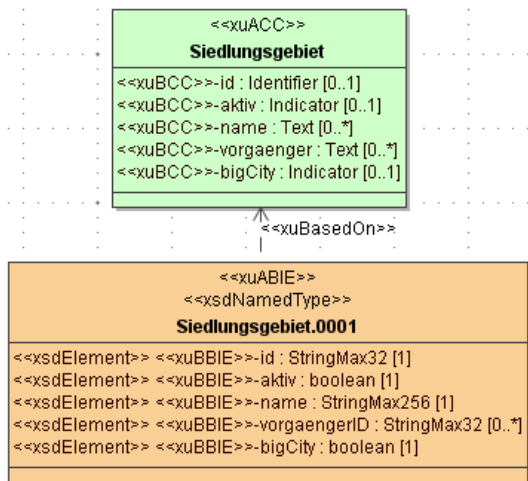 <<xuACC>>
Siedlungsgebiet
<<xuBCC>>-id : Identifier [0..1]
<<xuBCC>>-aktiv : Indicator [0..1]
<<xuBCC>>-name : Text [0..*]
<<xuBCC>>-vorgaenger : Text [0..*]
<<xuBCC>>-bigCity : Indicator [0..1]
<<xuBasedOn>>
<<xuABIE>>
<<xsdNamedType>>
Siedlungsgebiet.0001
<<xsdElement>> <<xuBBIE>>-id : StringMax32 [1]
<<xsdElement>> <<xuBBIE>>-aktiv : boolean [1]
<<xsdElement>> <<xuBBIE>>-name : StringMax256 [1]
<<xsdElement>> <<xuBBIE>>-vorgaengerID : StringMax32 [0..*]
<<xsdElement>> <<xuBBIE>>-bigCity : boolean [1]